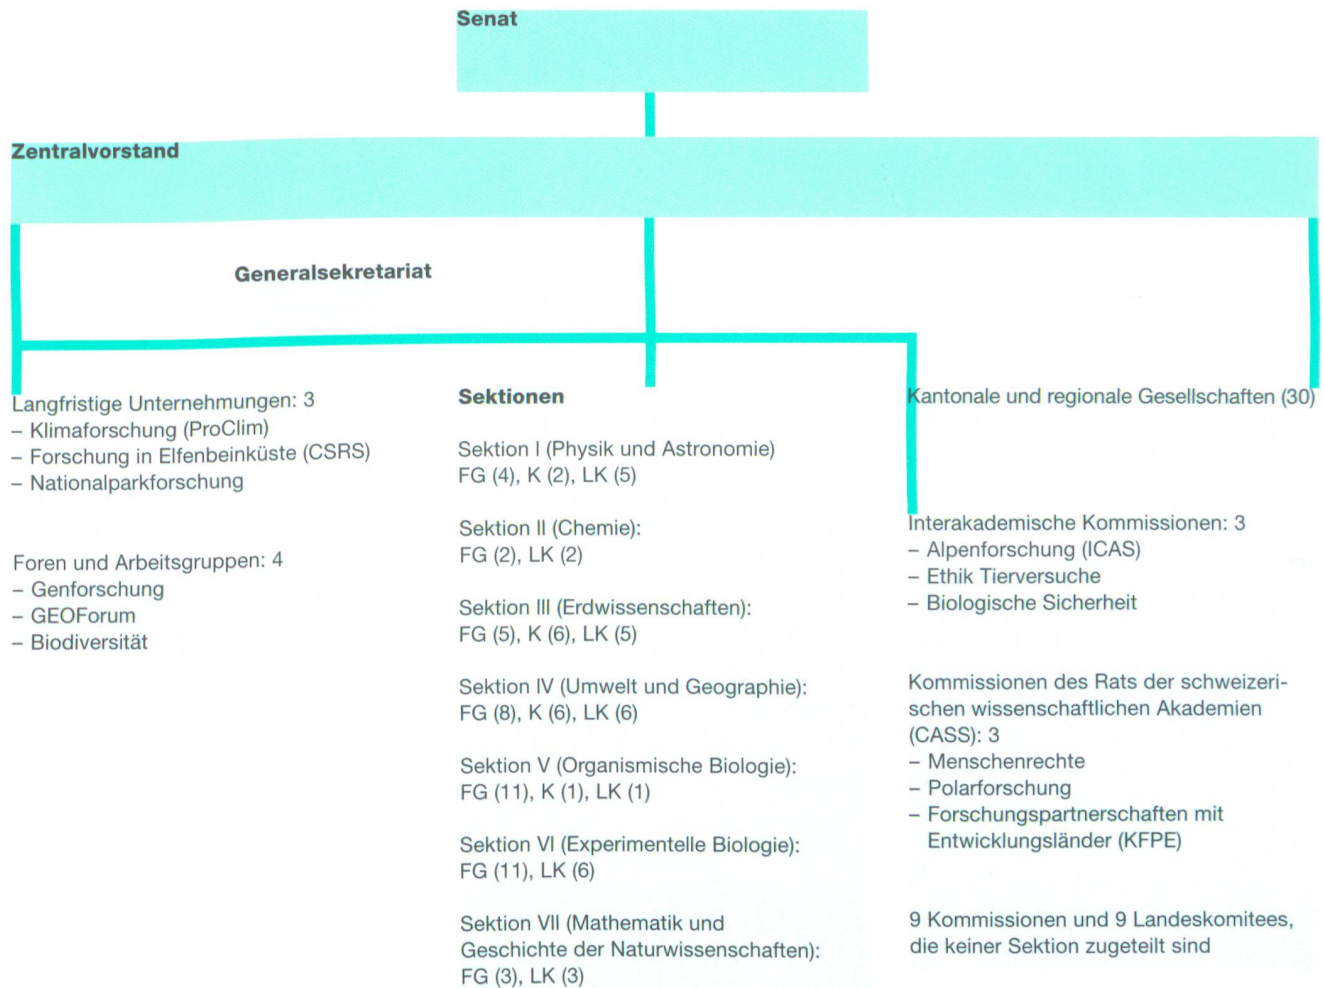 Senat
Zentralvorstand
Generalsekretariat
Langfristige Unternehmungen: 3
– Klimaforschung (ProClim)
– Forschung in Elfenbeinküste (CSRS)
– Nationalparkforschung
Foren und Arbeitsgruppen: 4
– Genforschung
– GEOForum
– Biodiversität
Sektionen
Sektion I (Physik und Astronomie)
FG (4), K (2), LK (5)
Sektion II (Chemie):
FG (2), LK (2)
Sektion III (Erdwissenschaften):
FG (5), K (6), LK (5)
Sektion IV (Umwelt und Geographie):
FG (8), K (6), LK (6)
Sektion V (Organismische Biologie):
FG (11), K (1), LK (1)
Sektion VI (Experimentelle Biologie):
FG (11), LK (6)
Sektion VII (Mathematik und
Geschichte der Naturwissenschaften):
FG (3), LK (3)
Kantonale und regionale Gesellschaften (30)
Interakademische Kommissionen: 3
– Alpenforschung (ICAS)
– Ethik Tierversuche
– Biologische Sicherheit
Kommissionen des Rats der schweizeri-
schen wissenschaftlichen Akademien
(CASS): 3
– Menschenrechte
– Polarforschung
– Forschungspartnerschaften mit
Entwicklungsländer (KFPE)
9 Kommissionen und 9 Landeskomitees,
die keiner Sektion zugeteilt sind